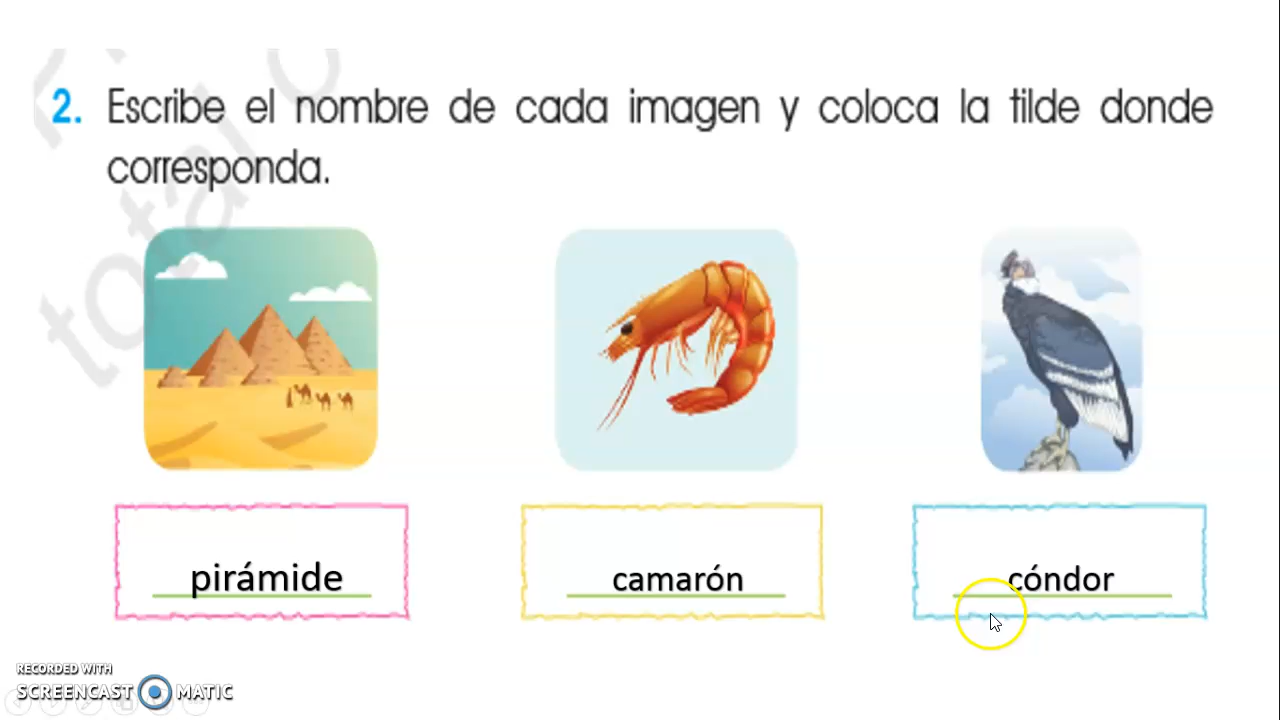 2. Escribe el nombre de cada imagen y coloca la tilde donde
corresponda.
pirámide
camarón
cóndor
RECORDED WITH
SCREENCAST MATIC
total